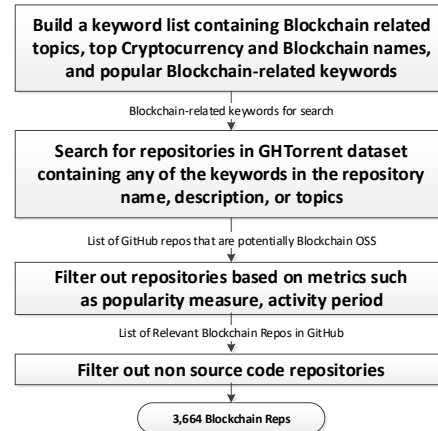 Build a keyword list containing Blockchain related
topics, top Cryptocurrency and Blockchain names,
and popular Blockchain-related keywords
Blockchain-related keywords for search
Search for repositories in GHTorrent dataset
containing any of the keywords in the repository
name, description, or topics
List of GitHub repos that are potentially Blockchain OSS
Filter out repositories based on metrics such
as popularity measure, activity period
List of Relevant Blockchain Repos in GitHub
Filter out non source code repositories
3,664 Blockchain Reps